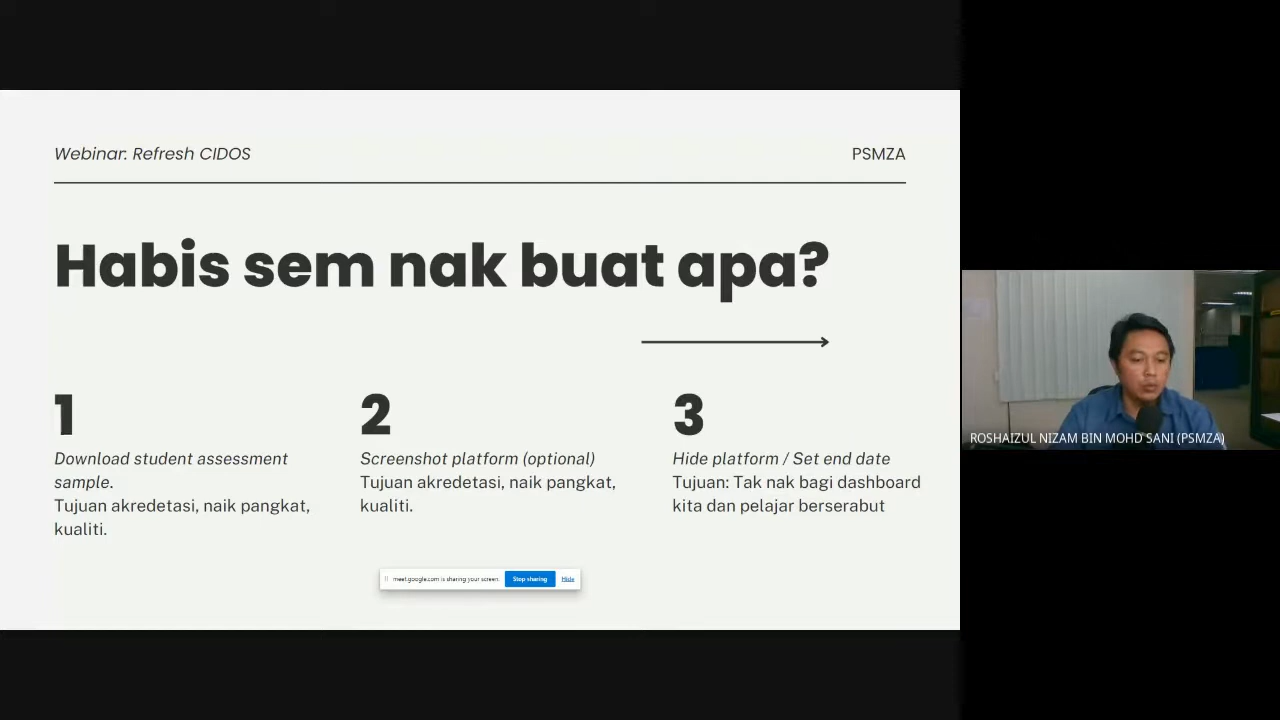 Webinar: Refresh CIDOS
PSMZA
Habis sem nak buat apa?
1
Download student assessment
sample.
Tujuan akredetasi, naik pangkat,
kualiti.
2
Screenshot platform (optional)
Tujuan akredetasi, naik pangkat,
kualiti.
3
Hide platform / Set end date
Tujuan: Tak nak bagi dashboard
kita dan pelajar berserabut
meet.google.com is sharing your screen.
Stop sharing
Hide
ROSHAIZUL NIZAM BIN MOHD SANI (PSMZA)